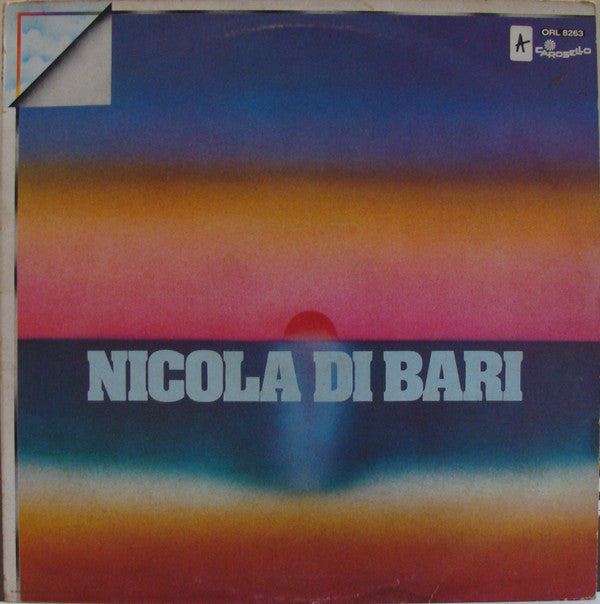 A
ORL 8263
CAROSELLO
NICOLA DI BARI